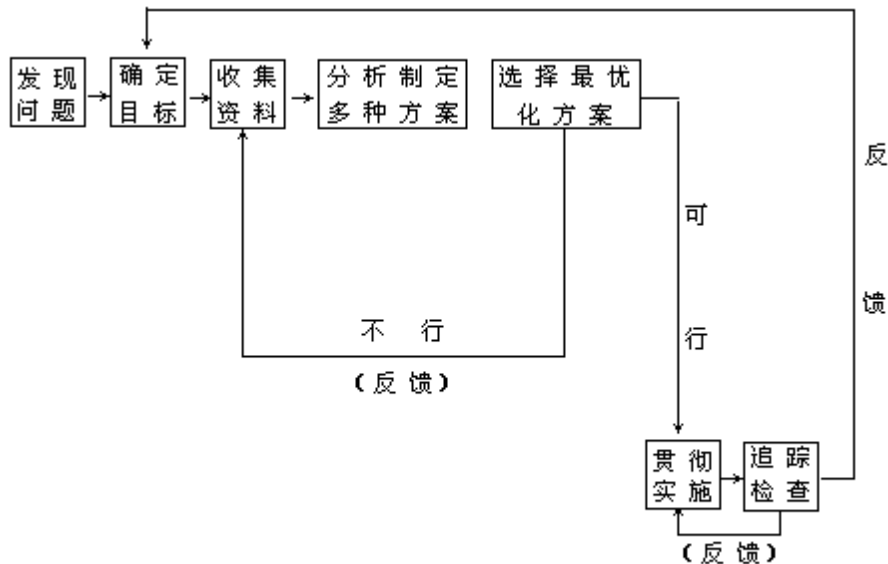 发现
问题
确定
目标
收集
资料
分析制定
多种方案
选择最优
化方案
反
馈
可
行
不行
(反馈)
贯彻
实施
追踪
检查
(反馈)